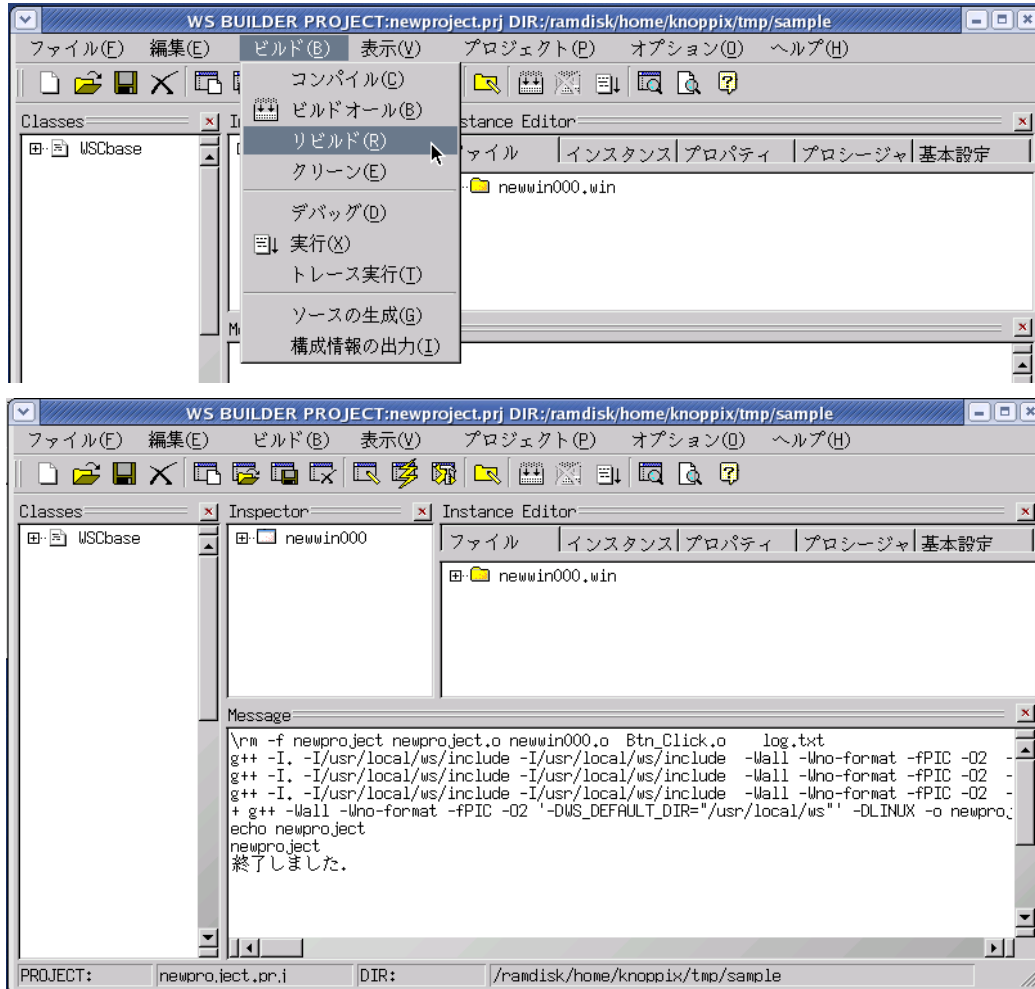 WS BUILDER PROJECT:newproject.prj DIR:/ramdisk/home/knoppix/tmp/sample
ファイル(F) 編集(E) ビルド(B) 表示(V) プロジェクト(P) オプション(O) ヘルプ(H)
コンパイル(C)
ビルドオール(B)
リビルド(R)
クリーン(E)
デバッグ(D)
実行(X)
トレース実行(T)
ソースの生成(G)
構成情報の出力(I)
Classes
stance Editor
WSCbase
ァイル インスタンス プロパティ プロシージャ 基本設定
newwin000.win
WS BUILDER PROJECT:newproject.prj DIR:/ramdisk/home/knoppix/tmp/sample
ファイル(F) 編集(E) ビルド(B) 表示(V) プロジェクト(P) オプション(O) ヘルプ(H)
Classes Inspector Instance Editor
WSCbase
newwin000
ファイル インスタンス プロパティ プロシージャ 基本設定
newwin000.win
Message
\rm -f newproject newproject.o newwin000.o Btn_Click.o log.txt
g++ -I. -I/usr/local/ws/include -I/usr/local/ws/include -Wall -Wno-format -fPIC -O2 -
g++ -I. -I/usr/local/ws/include -I/usr/local/ws/include -Wall -Wno-format -fPIC -O2 -
g++ -I. -I/usr/local/ws/include -I/usr/local/ws/include -Wall -Wno-format -fPIC -O2 -
+ g++ -Wall -Wno-format -fPIC -O2 '-DWS_DEFAULT_DIR="/usr/local/ws"' -DLINUX -o newproj
echo newproject
newproject
終了しました.
PROJECT: newproject.prj DIR: /ramdisk/home/knoppix/tmp/sample